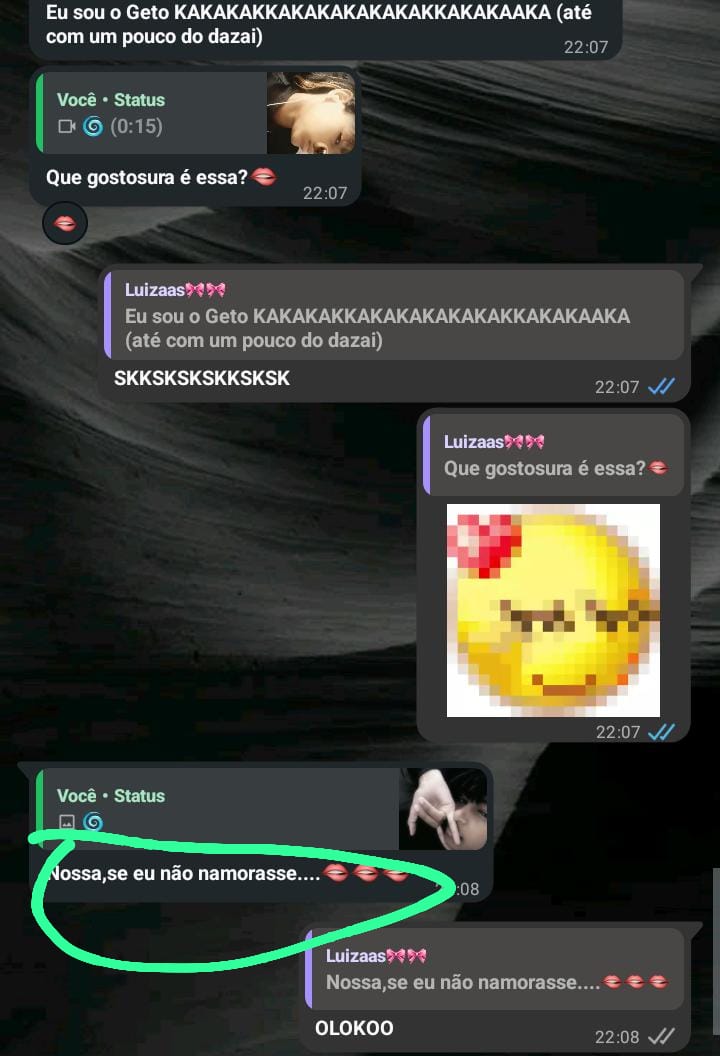 Eu sou o Geto KAKAKAKKAKAKAKAKAKAKKAKAKAAKA (até
com um pouco do dazai)
22:07
Você • Status
🌀 (0:15)
Que gostosura é essa?🫦
22:07
🫦
Luizaas🎀🎀
Eu sou o Geto KAKAKAKKAKAKAKAKAKAKKAKAKAAKA
(até com um pouco do dazai)
SKKSKSKSKKSKSK
22:07
Luizaas🎀🎀
Que gostosura é essa?🫦
22:07
Você • Status
🌀
Nossa,se eu não namorasse....🫦🫦🫦
:08
Luizaas🎀🎀
Nossa,se eu não namorasse....🫦🫦🫦
OLOKOO
22:08